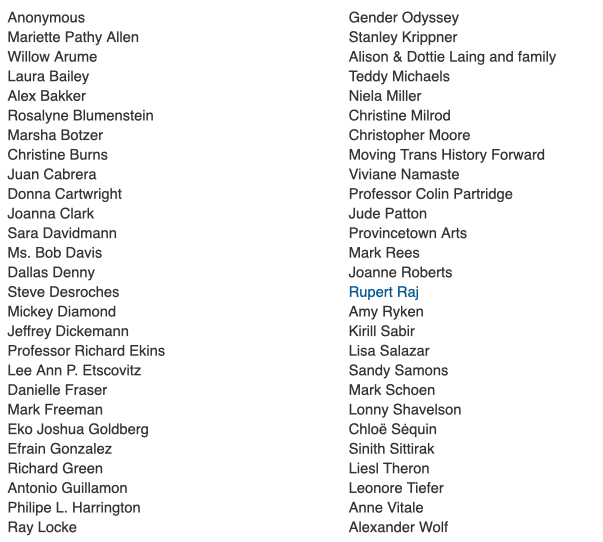 Anonymous
Mariette Pathy Allen
Willow Arume
Laura Bailey
Alex Bakker
Rosalyne Blumenstein
Marsha Botzer
Christine Burns
Juan Cabrera
Donna Cartwright
Joanna Clark
Sara Davidmann
Ms. Bob Davis
Dallas Denny
Steve Desroches
Mickey Diamond
Jeffrey Dickemann
Professor Richard Ekins
Lee Ann P. Etscovitz
Danielle Fraser
Mark Freeman
Eko Joshua Goldberg
Efrain Gonzalez
Richard Green
Antonio Guillamon
Philipe L. Harrington
Ray Locke
Gender Odyssey
Stanley Krippner
Alison & Dottie Laing and family
Teddy Michaels
Niela Miller
Christine Milrod
Christopher Moore
Moving Trans History Forward
Viviane Namaste
Professor Colin Partridge
Jude Patton
Provincetown Arts
Mark Rees
Joanne Roberts
Rupert Raj
Amy Ryken
Kirill Sabir
Lisa Salazar
Sandy Samons
Mark Schoen
Lonny Shavelson
Chloë Sėquin
Sinith Sittirak
Liesl Theron
Leonore Tiefer
Anne Vitale
Alexander Wolf